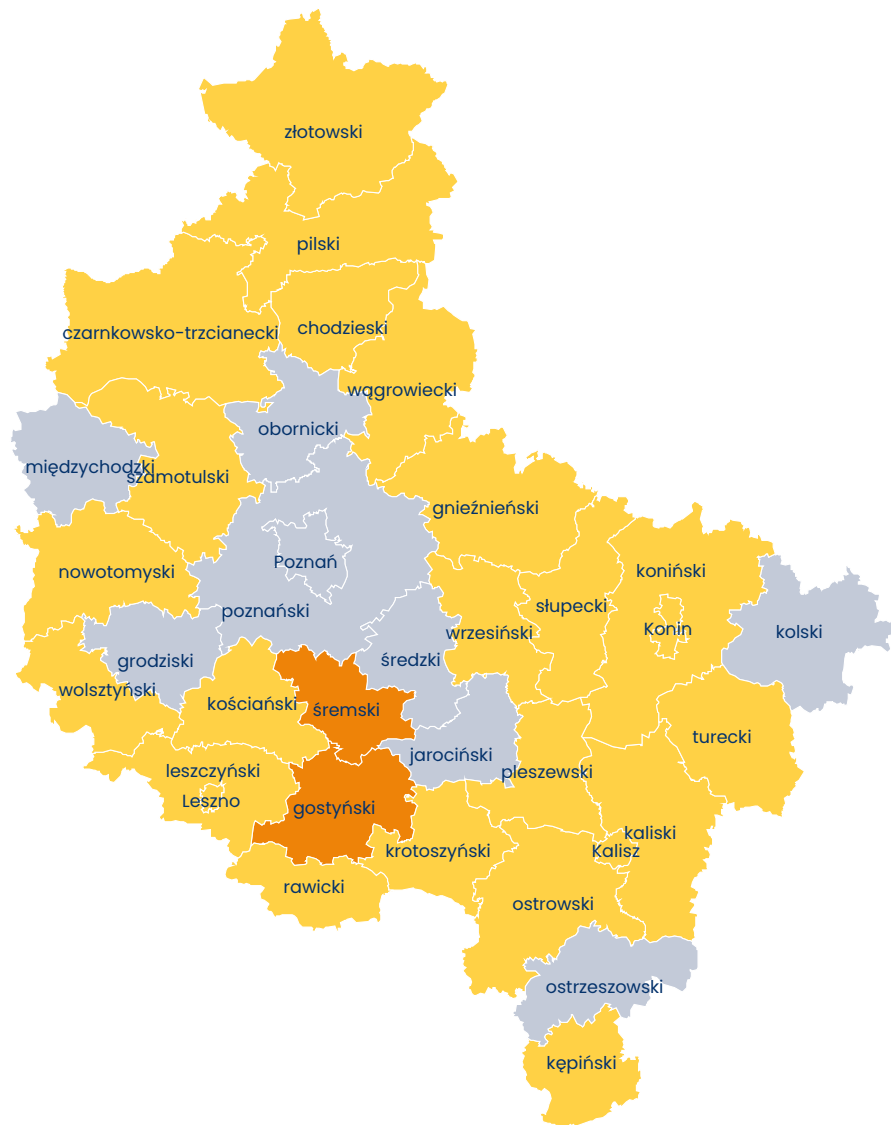 złotowski
pilski
chodzieski
czarnkowsko-trzcianecki
wągrowiecki
obornicki
międzychodzki
szamotulski
gnieźnieński
Poznań
nowotomyski
koniński
słupecki
poznański
wrzesiński
Konin
kolski
średzki
grodziski
wolsztyński
kościański
śremski
turecki
jarociński
leszczyński
pleszewski
Leszno
gostyński
kaliski
krotoszyński
Kalisz
rawicki
ostrowski
ostrzeszowski
kępiński